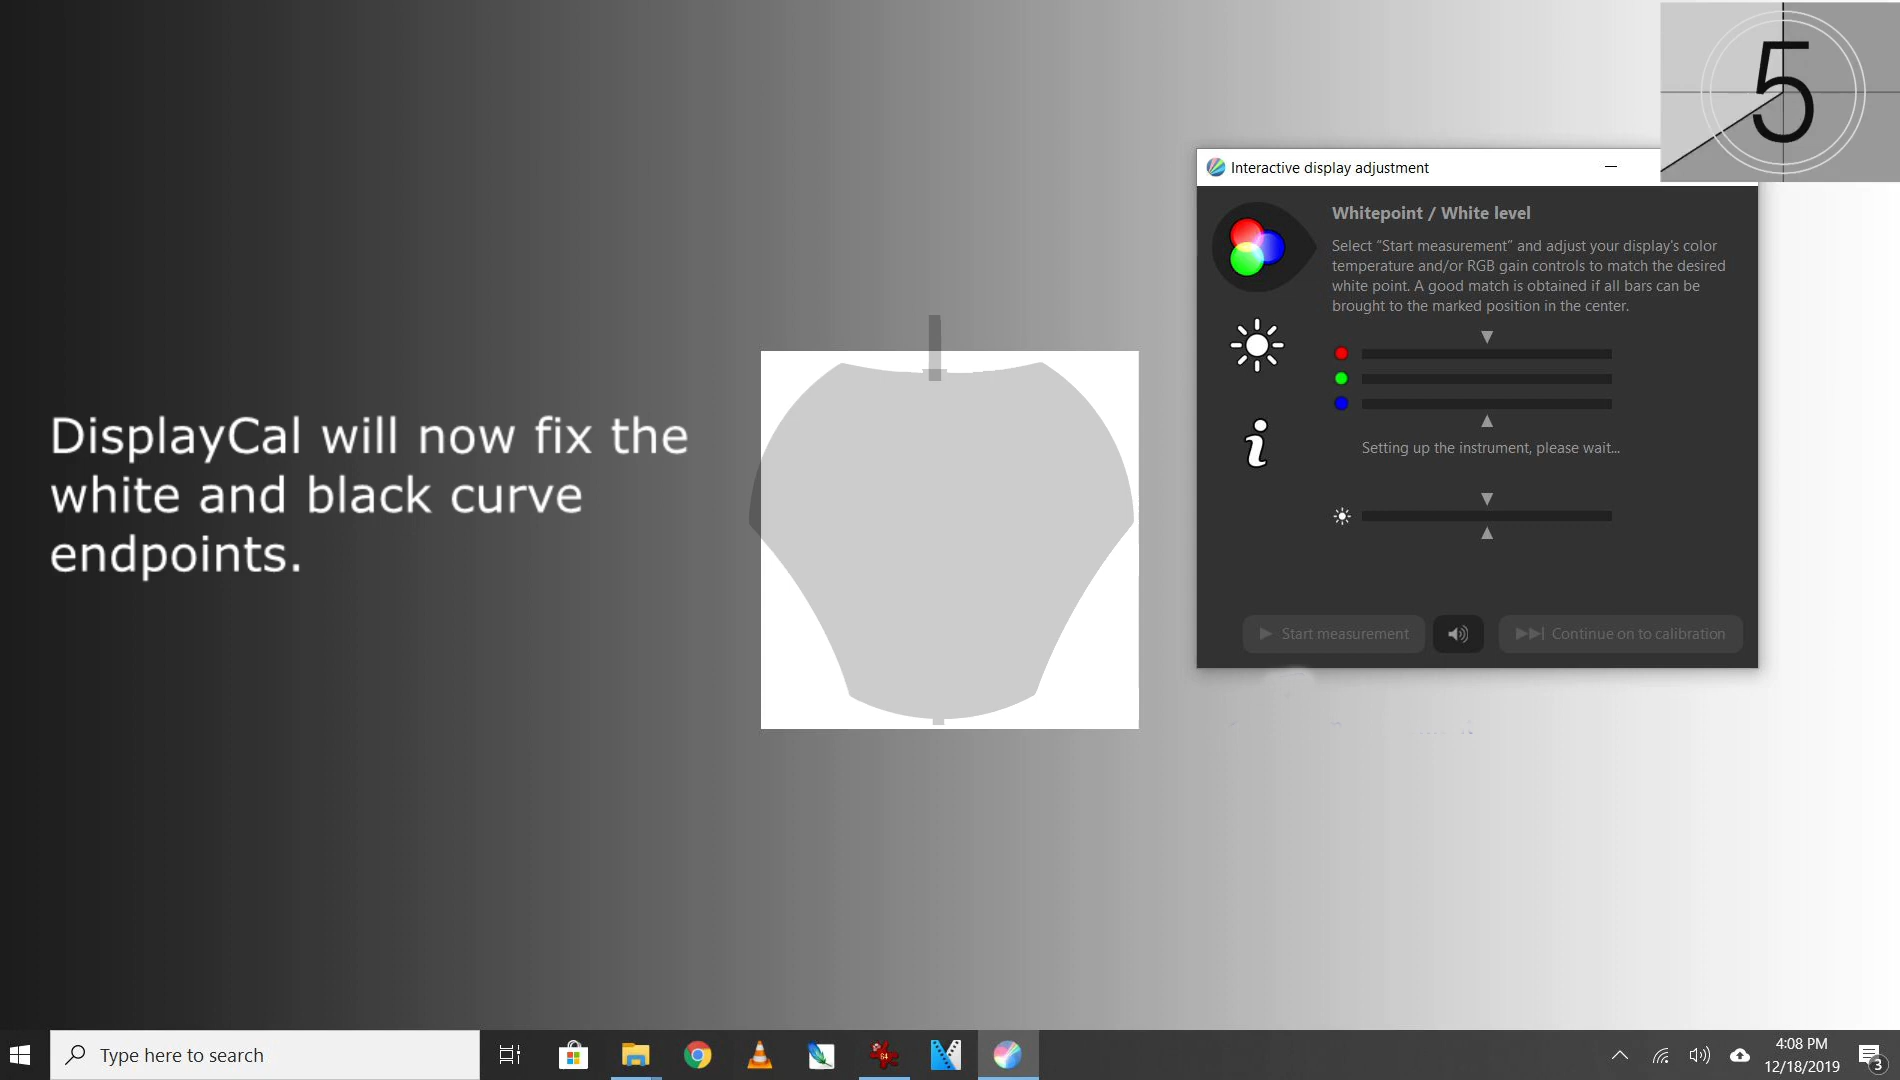 5
Interactive display adjustment
Whitepoint / White level
Select “Start measurement” and adjust your display's color
temperature and/or RGB gain controls to match the desired
white point. A good match is obtained if all bars can be
brought to the marked position in the center.
Setting up the instrument, please wait...
Start measurement
Continue on to calibration
DisplayCal will now fix the
white and black curve
endpoints.
Type here to search
64
4:08 PM
12/18/2019
3